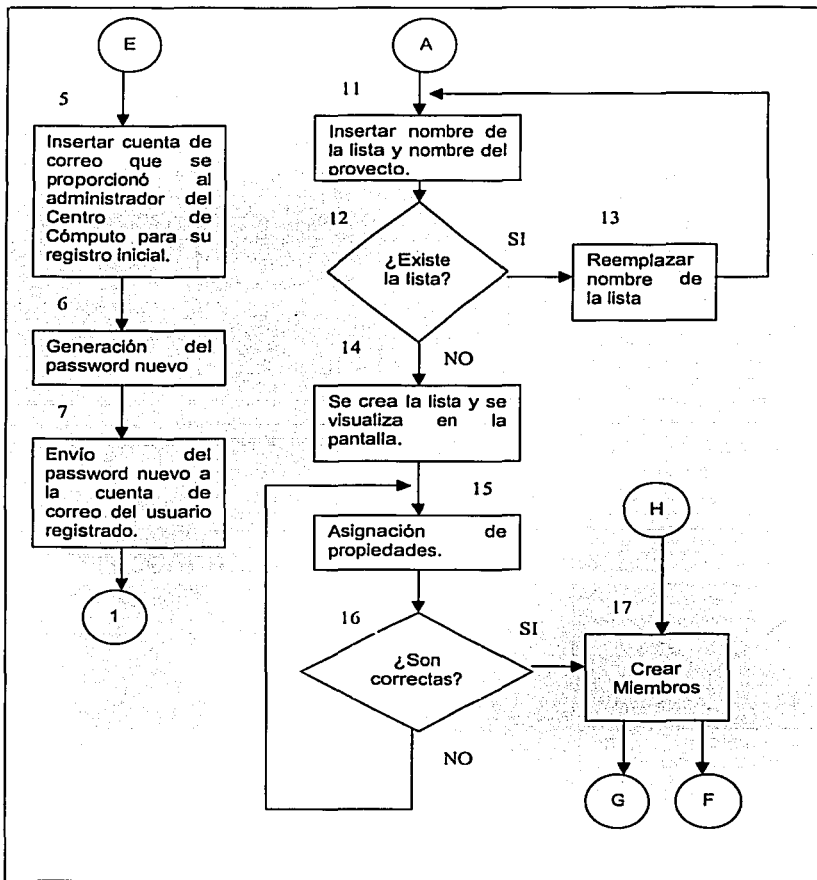 E
5
Insertar cuenta de
correo que se
proporcionó al
administrador del
Centro de
Cómputo para su
registro inicial.
6
Generación del
password nuevo
7
Envío del
password nuevo a
la cuenta de
correo del usuario
registrado.
1
A
11
Insertar nombre de
la lista y nombre del
proyecto.
12
¿Existe
la lista?
SI
13
Reemplazar
nombre de
la lista
14
NO
Se crea la lista y se
visualiza en la
pantalla.
15
Asignación de
propiedades.
16
¿Son
correctas?
SI
NO
H
17
Crear
Miembros
G
F